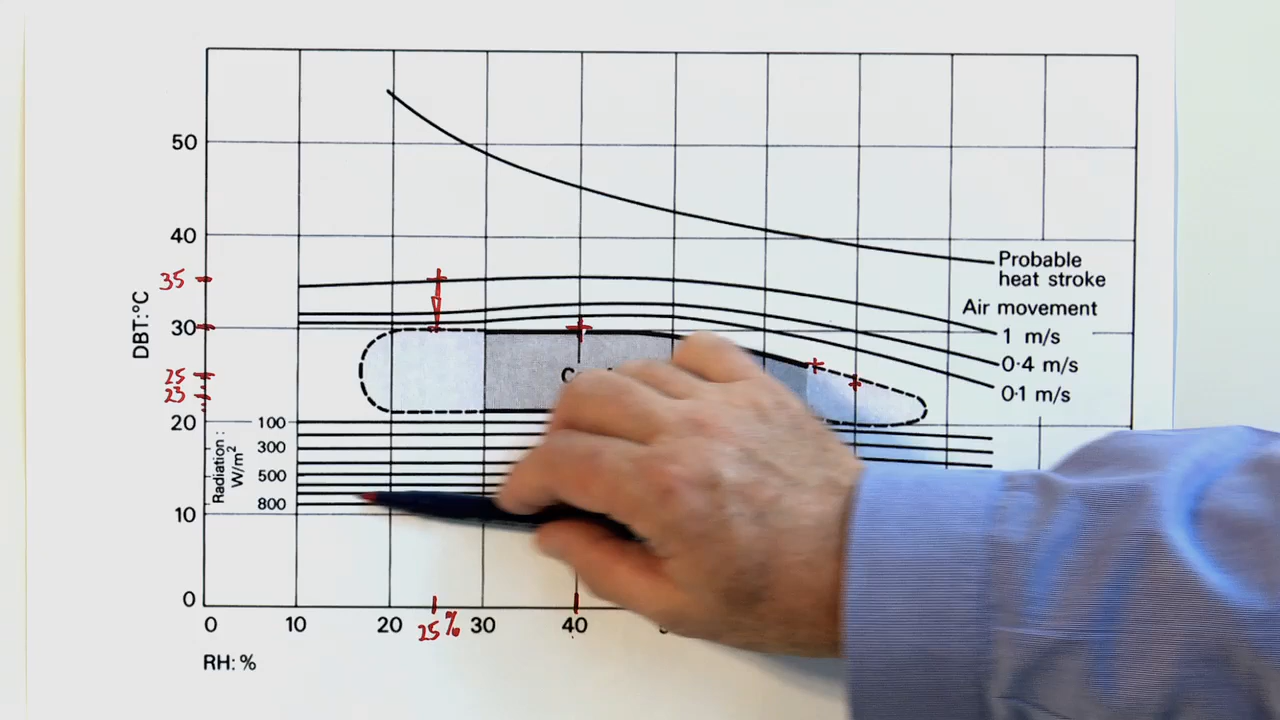 50
40
Probable
heat stroke
35
Air movement
DBT:°C
30
1 m/s
0·4 m/s
25
23
0·1 m/s
20
100
Radiation:
W/m²
300
500
800
10
0
0 10 20 25% 30 40
RH: %